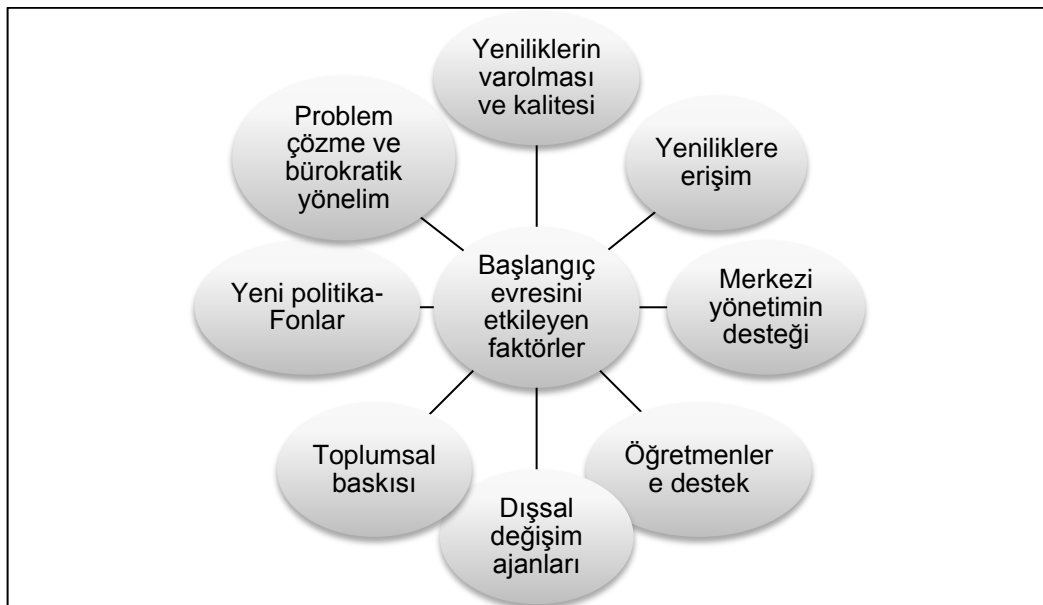 Yeniliklerin
varolması
ve kalitesi
Yeniliklere
erişim
Merkezi
yönetimin
desteği
Öğretmenler
e destek
Dışsal
değişim
ajanları
Toplumsal
baskısı
Yeni politika-
Fonlar
Problem
çözme ve
bürokratik
yönelim
Başlangıç
evresini
etkileyen
faktörler